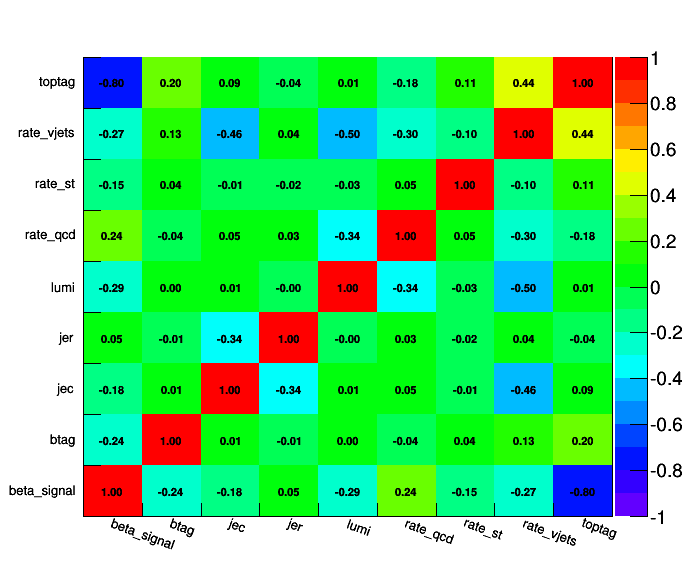 toptag -0.80 0.20 0.09 -0.04 0.01 -0.18 0.11 0.44 1.00
rate_vjets -0.27 0.13 -0.46 0.04 -0.50 -0.30 -0.10 1.00 0.44
rate_st -0.15 0.04 -0.01 -0.02 -0.03 0.05 1.00 -0.10 0.11
rate_qcd 0.24 -0.04 0.05 0.03 -0.34 1.00 0.05 -0.30 -0.18
lumi -0.29 0.00 0.01 -0.00 1.00 -0.34 -0.03 -0.50 0.01
jer 0.05 -0.01 -0.34 1.00 -0.00 0.03 -0.02 0.04 -0.04
jec -0.18 0.01 1.00 -0.34 0.01 0.05 -0.01 -0.46 0.09
btag -0.24 1.00 0.01 -0.01 0.00 -0.04 0.04 0.13 0.20
beta_signal 1.00 -0.24 -0.18 0.05 -0.29 0.24 -0.15 -0.27 -0.80
beta_signal btag jec jer lumi rate_qcd rate_st rate_vjets toptag
1
0.8
0.6
0.4
0.2
0
-0.2
-0.4
-0.6
-0.8
-1